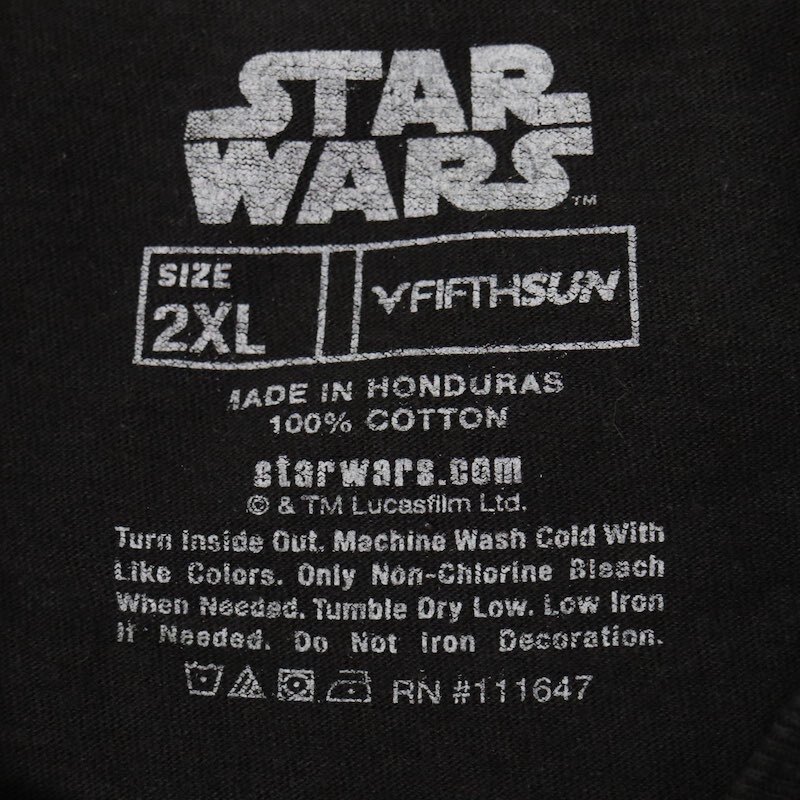 STAR
WARS™
SIZE
2XL
FIFTHSUN
MADE IN HONDURAS
100% COTTON
starwars.com
© & TM Lucasfilm Ltd.
Turn Inside Out. Machine Wash Cold With
Like Colors. Only Non-Chlorine Bleach
When Needed. Tumble Dry Low. Low Iron
If Needed. Do Not Iron Decoration.
RN #111647